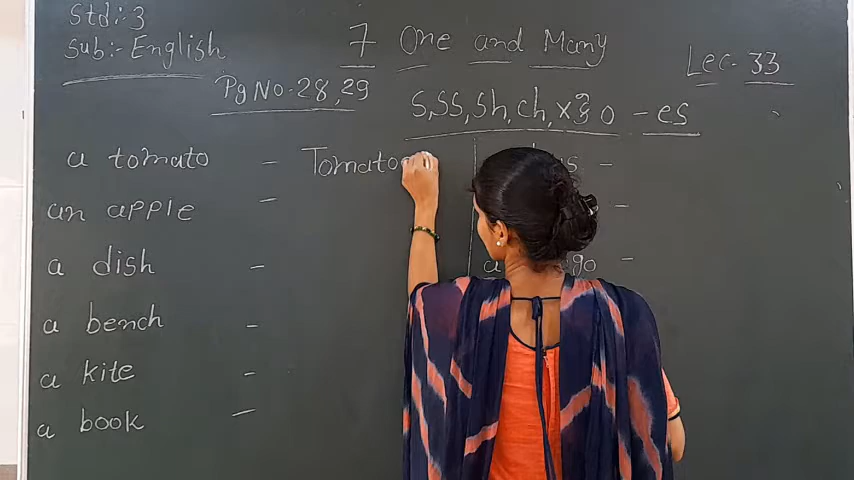 Std:- 3
Sub:- English
7 One and Many
Lec- 33
Pg No- 28, 29
s, ss, sh, ch, x, z, o - es
a tomato - Tomato
an apple -
a dish -
a bench -
a kite -
a book -